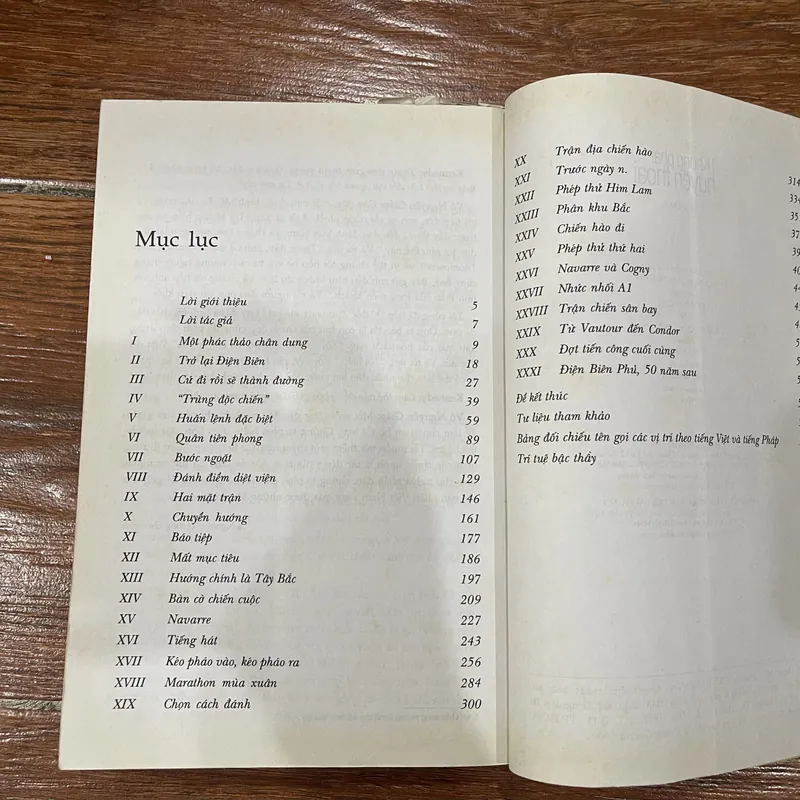 Mục lục
Lời giới thiệu 5
Lời tác giả 7
I Một phác thảo chân dung 9
II Trở lại Điện Biên 18
III Cứ đi rồi sẽ thành đường 27
IV “Trùng độc chiến” 39
V Huấn lệnh đặc biệt 59
VI Quân tiên phong 89
VII Bước ngoặt 107
VIII Đánh điểm diệt viện 129
IX Hai mặt trận 146
X Chuyển hướng 161
XI Báo tiệp 177
XII Mất mục tiêu 186
XIII Hướng chính là Tây Bắc 197
XIV Bàn cờ chiến cuộc 209
XV Navarre 227
XVI Tiếng hát 243
XVII Kéo pháo vào, kéo pháo ra 256
XVIII Marathon mùa xuân 284
XIX Chọn cách đánh 300
XX Trận địa chiến hào 314
XXI Trước ngày n.
XXII Phép thử Him Lam
XXIII Phân khu Bắc
XXIV Chiến hào đi
XXV Phép thử thứ hai
XXVI Navarre và Cogny
XXVII Nhức nhối A1
XXVIII Trận chiến sân bay
XXIX Từ Vautour đến Condor
XXX Đợt tiến công cuối cùng
XXXI Điện Biên Phủ, 50 năm sau
Để kết thúc
Tư liệu tham khảo
Bảng đối chiếu tên gọi các vị trí theo tiếng Việt và tiếng Pháp
Trí tuệ bậc thầy